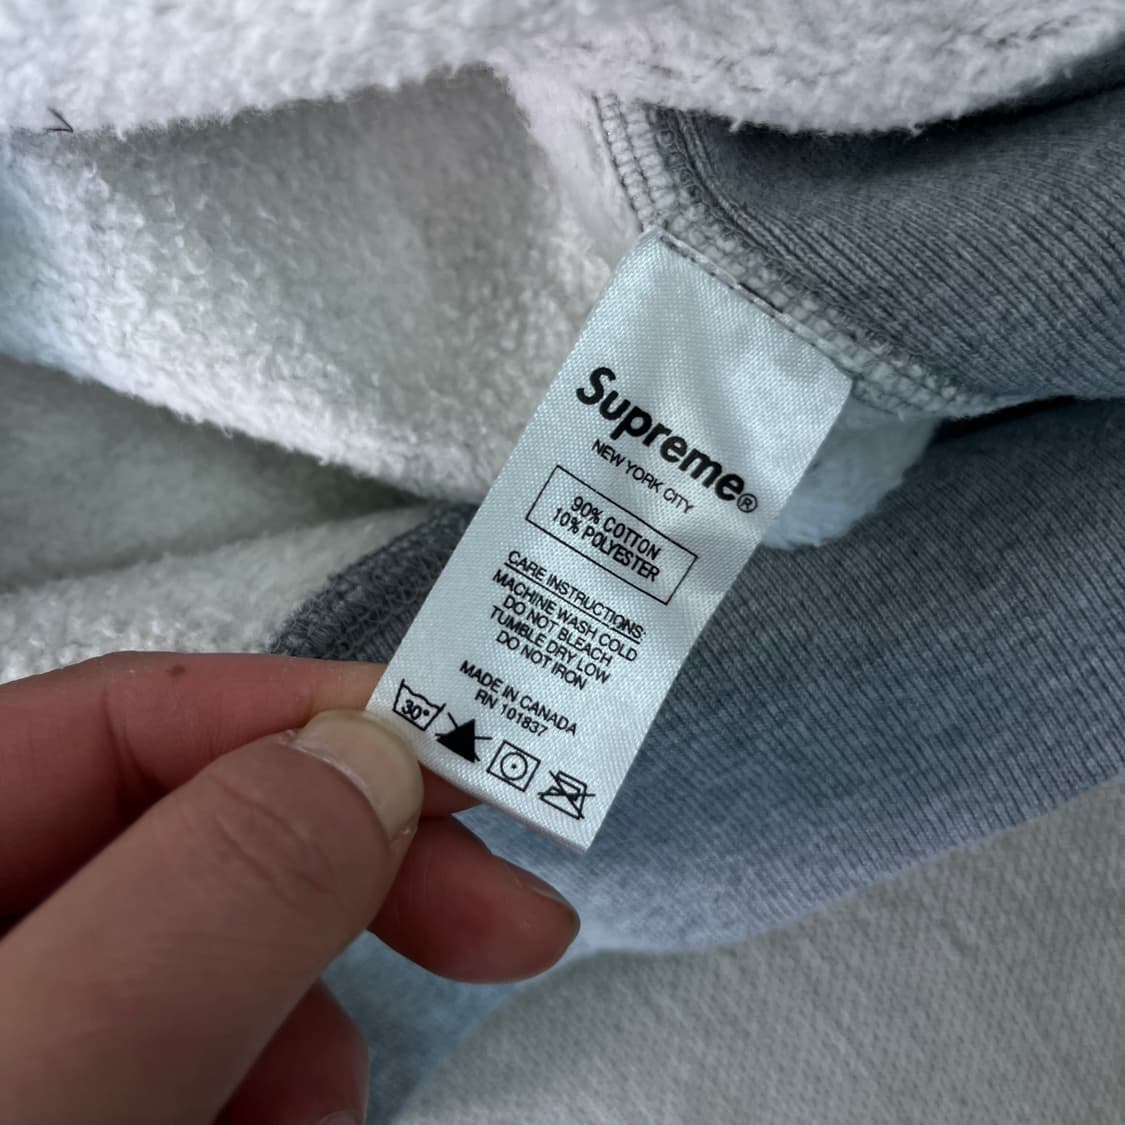 Supreme®
NEW YORK CITY
90% COTTON
10% POLYESTER
CARE INSTRUCTIONS:
MACHINE WASH COLD
DO NOT BLEACH
TUMBLE DRY LOW
DO NOT IRON
MADE IN CANADA
RN 101837
30°